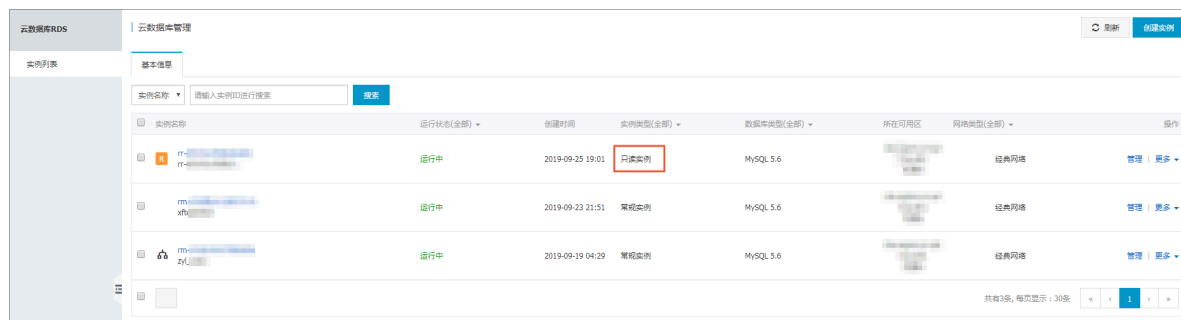 云数据库RDS
云数据库管理
刷新
创建实例
实例列表
基本信息
实例名称
请输入实例ID进行搜索
搜索
实例名称 运行状态(全部) 创建时间 实例类型(全部) 数据库类型(全部) 所在可用区 网络类型(全部) 操作
R
rr-
rr-
运行中 2019-09-25 19:01 只读实例 MySQL 5.6 经典网络 管理 | 更多
rm-
xft
运行中 2019-09-23 21:51 常规实例 MySQL 5.6 经典网络 管理 | 更多
rm-
zyl_
运行中 2019-09-19 04:29 常规实例 MySQL 5.6 经典网络 管理 | 更多
共有3条, 每页显示：30条 « ‹ 1 › »